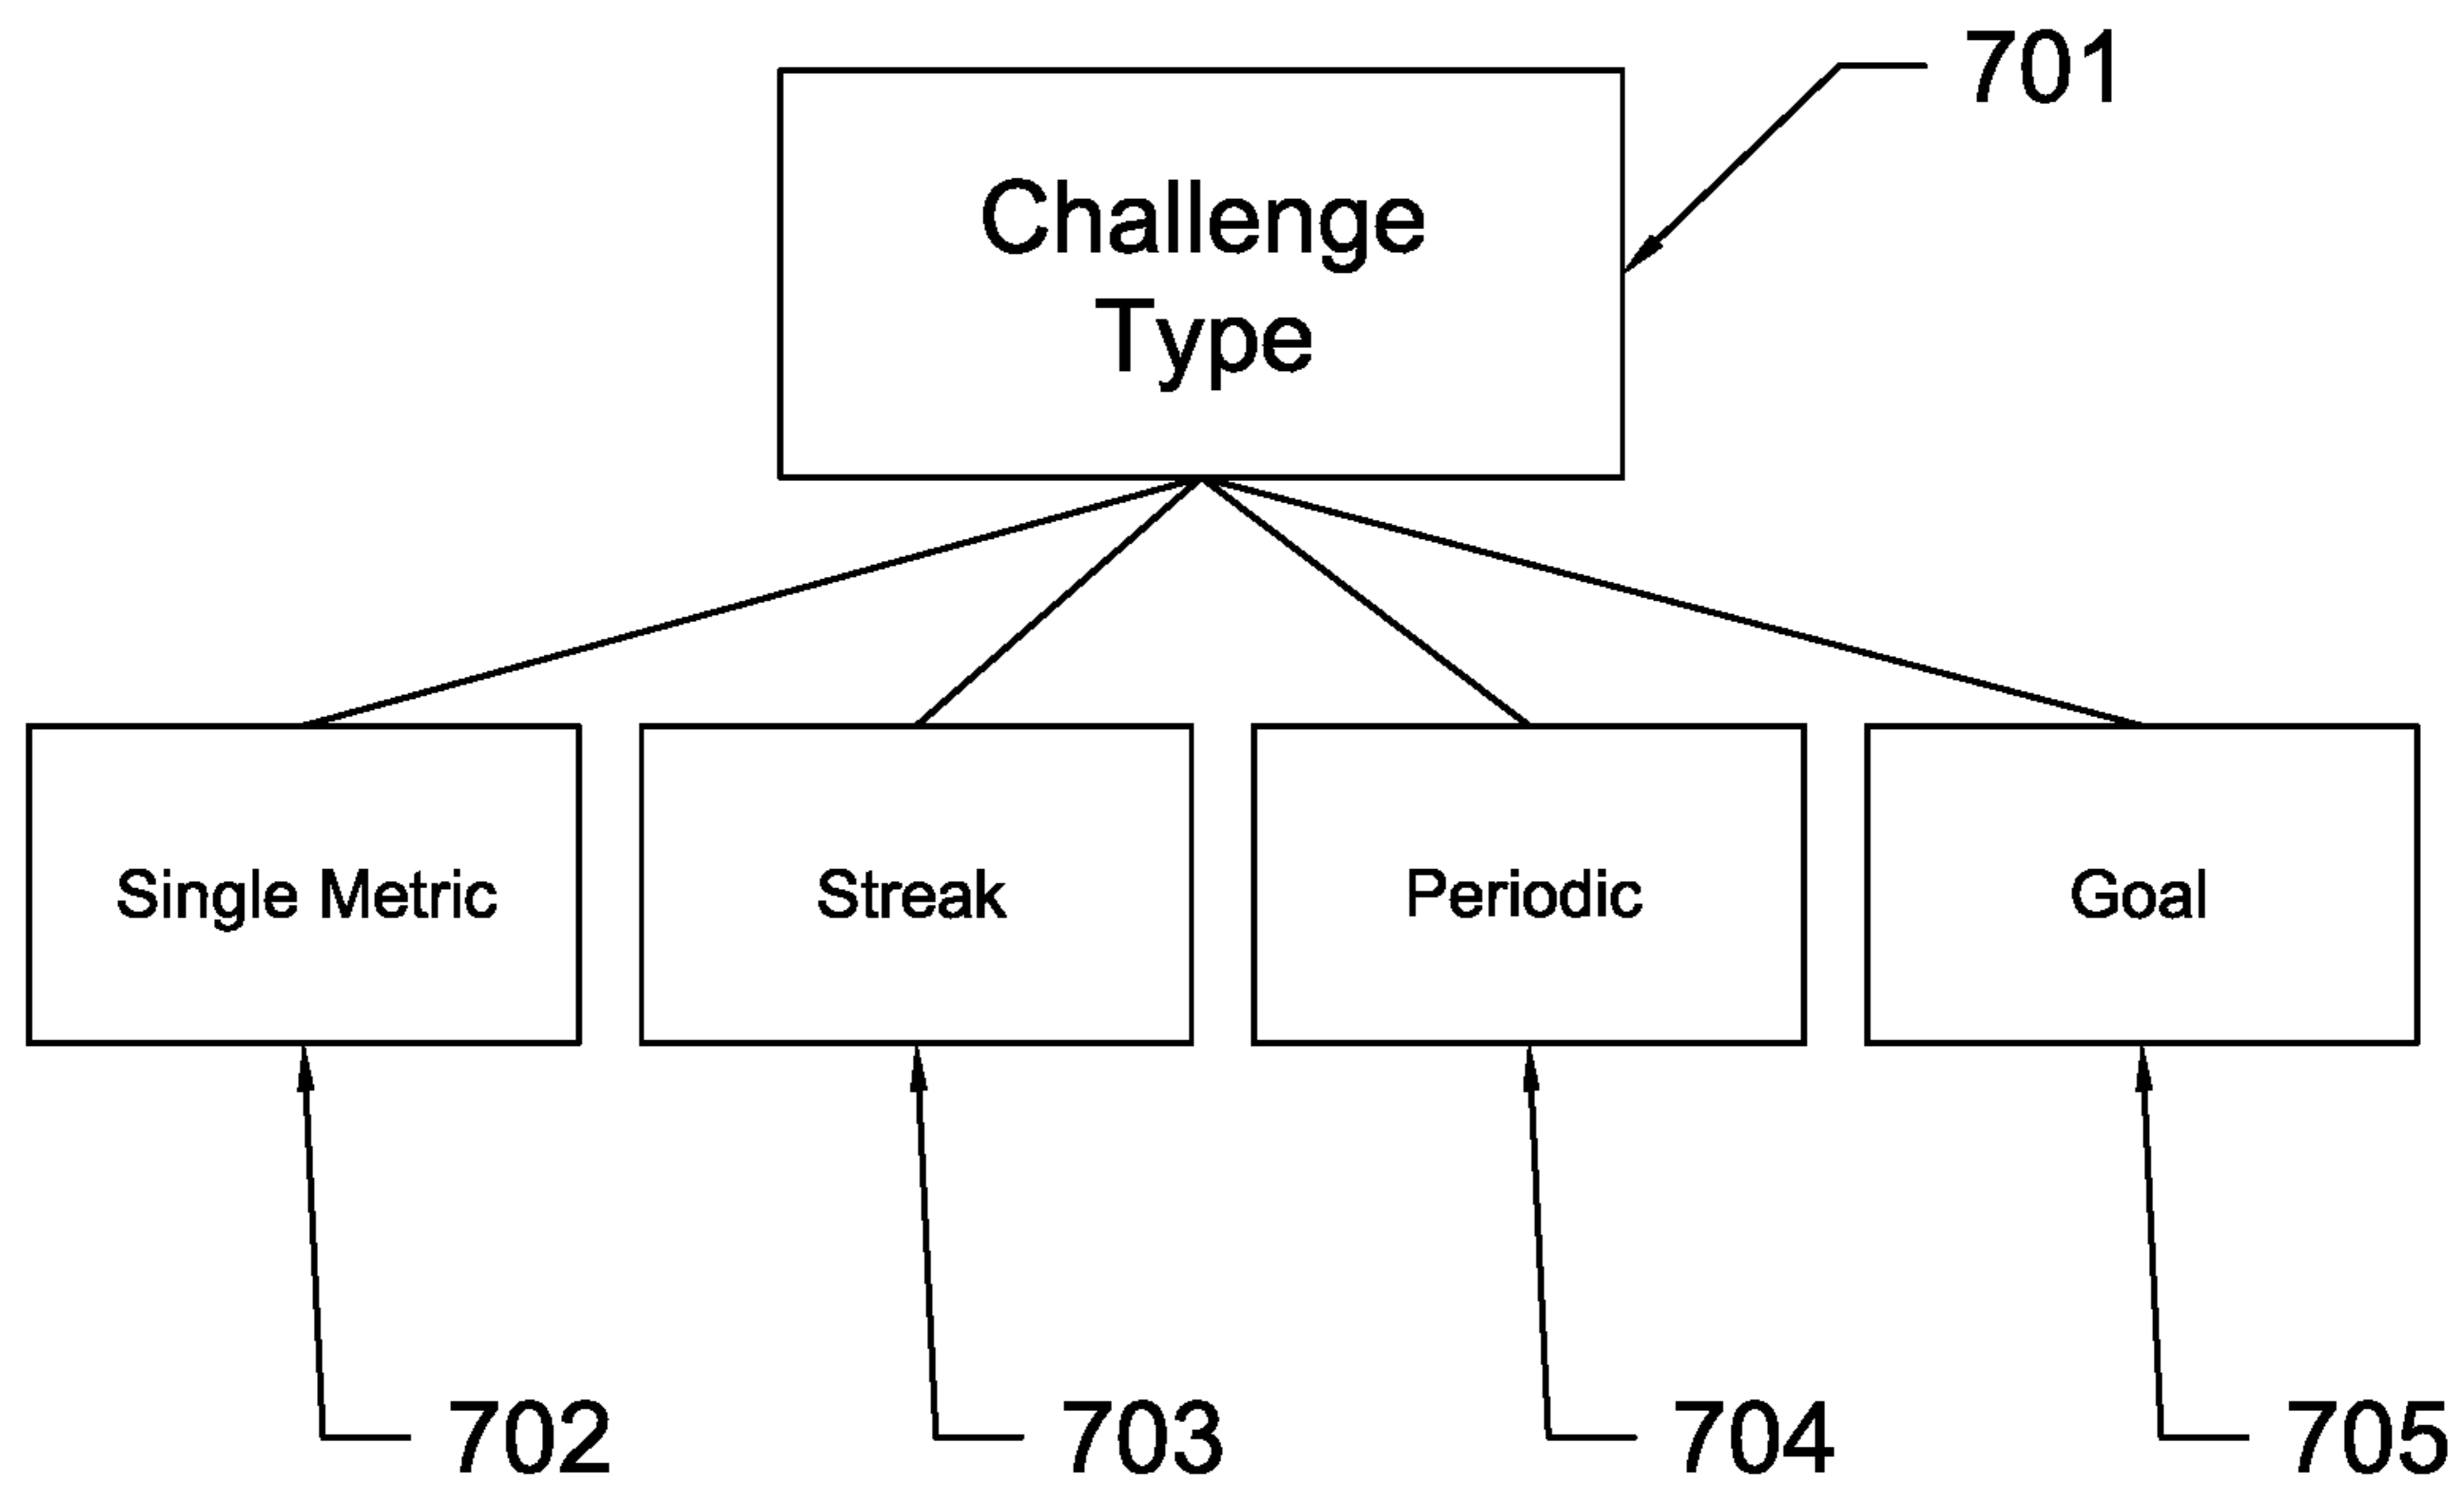 701
Challenge
Type
Single Metric
Streak
Periodic
Goal
702
703
704
705